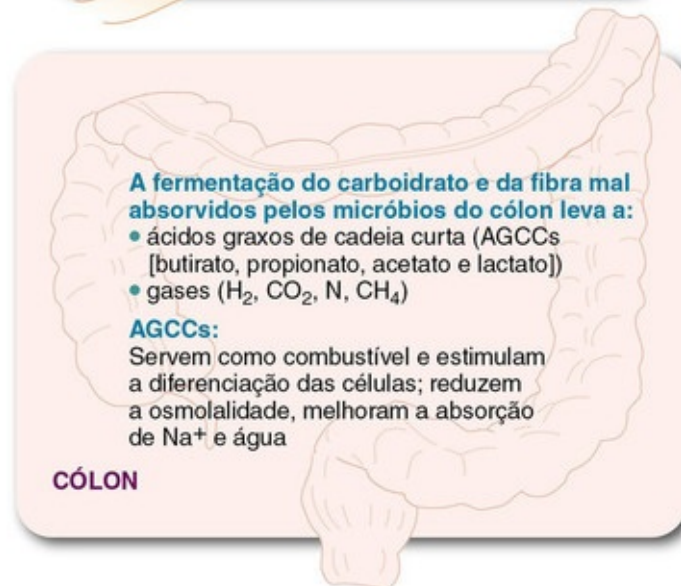 A fermentação do carboidrato e da fibra mal
absorvidos pelos micróbios do cólon leva a:
• ácidos graxos de cadeia curta (AGCCs
[butirato, propionato, acetato e lactato])
• gases (H₂, CO₂, N, CH₄)
AGCCs:
Servem como combustível e estimulam
a diferenciação das células; reduzem
a osmolalidade, melhoram a absorção
de Na⁺ e água
CÓLON